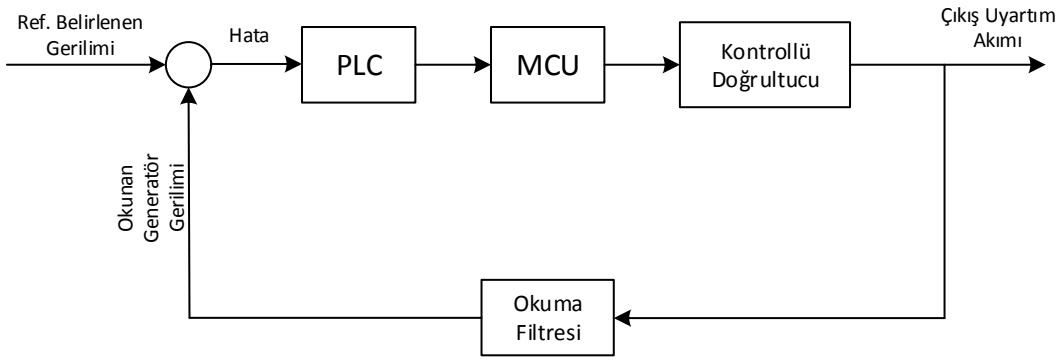 Ref. Belirlenen
Gerilimi
Hata
PLC
MCU
Kontrollü
Doğrultucu
Çıkış Uyartım
Akımı
Okunan
Generatör
Gerilimi
Okuma
Filtresi